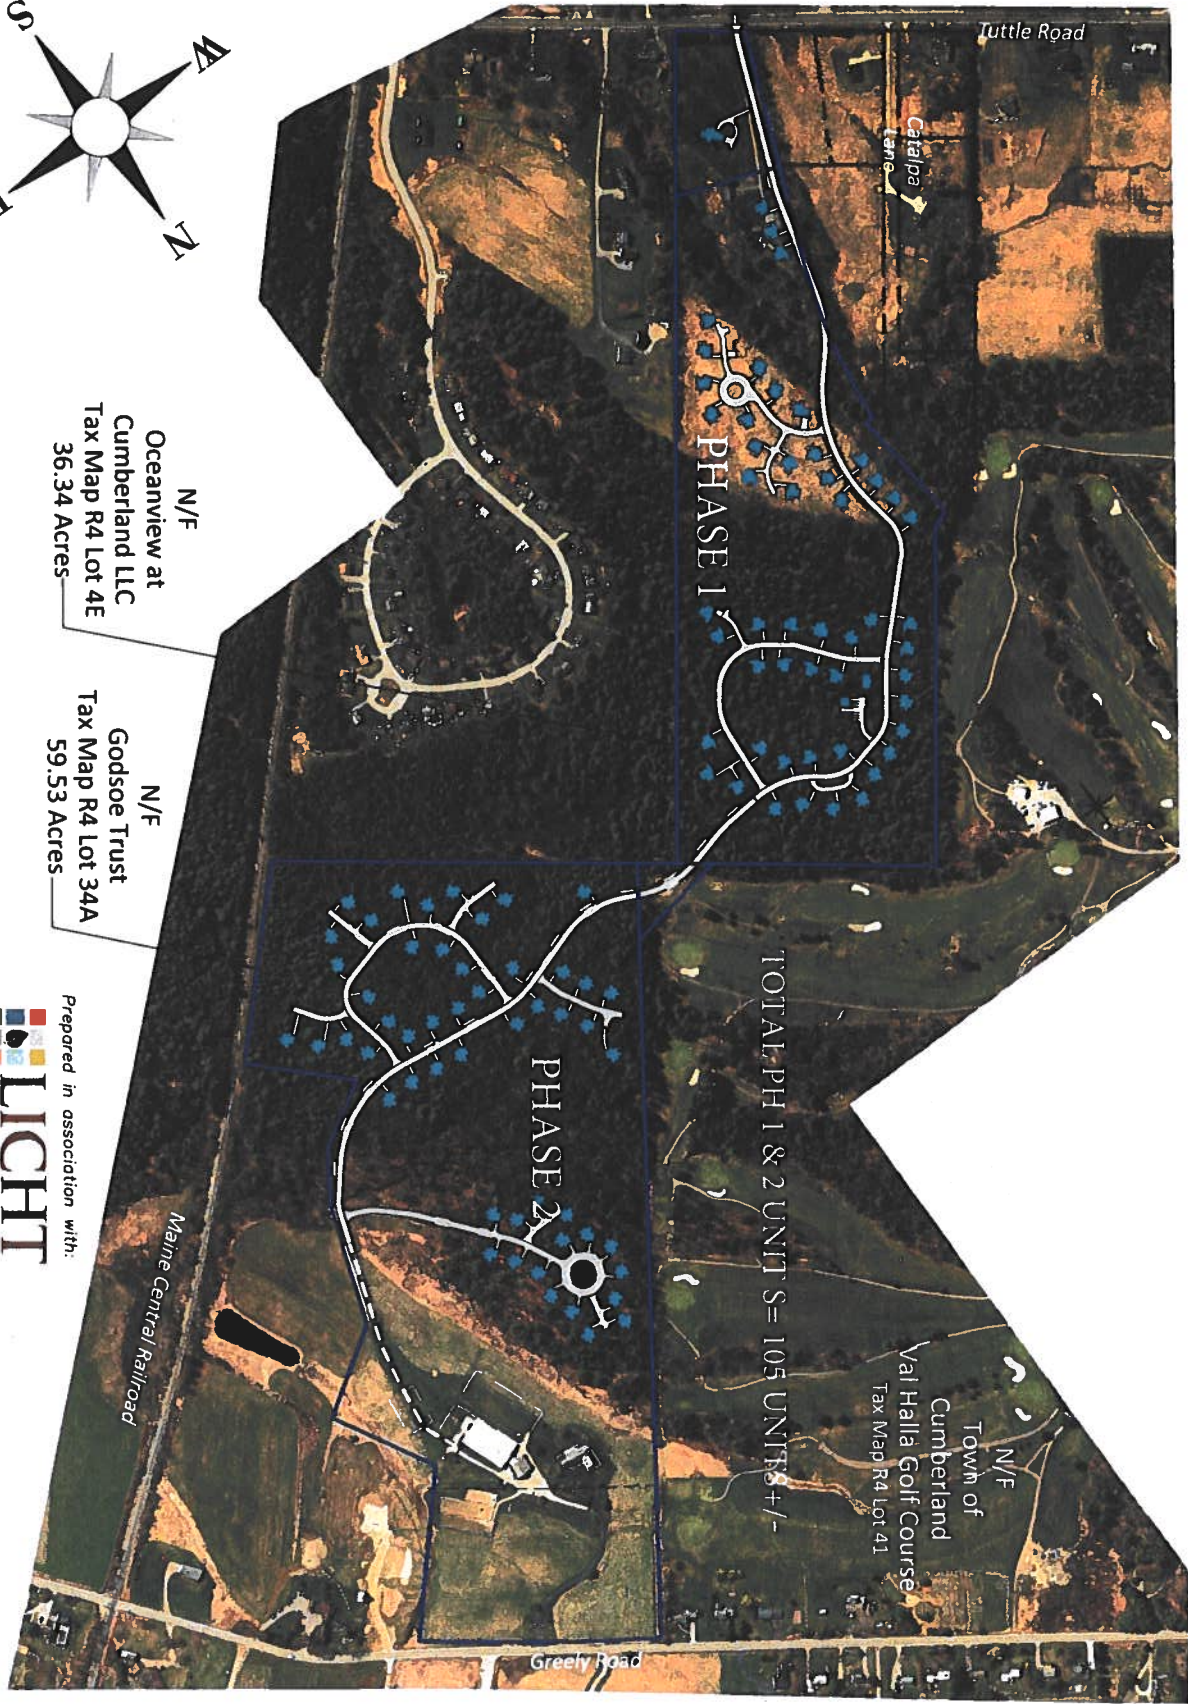 Tuttle Road
Catalpa
Lane
S
W
N
PHASE 1
N/F
Oceanview at
Cumberland LLC
Tax Map R4 Lot 4E
36.34 Acres
N/F
Godsoe Trust
Tax Map R4 Lot 34A
59.53 Acres
TOTAL PH 1 & 2 UNITS= 105 UNITS+/-
PHASE 2
N/F
Town of
Cumberland
Val Halla Golf Course
Tax Map R4 Lot 41
Maine Central Railroad
Prepared in association with:
LICHT
Greely Road